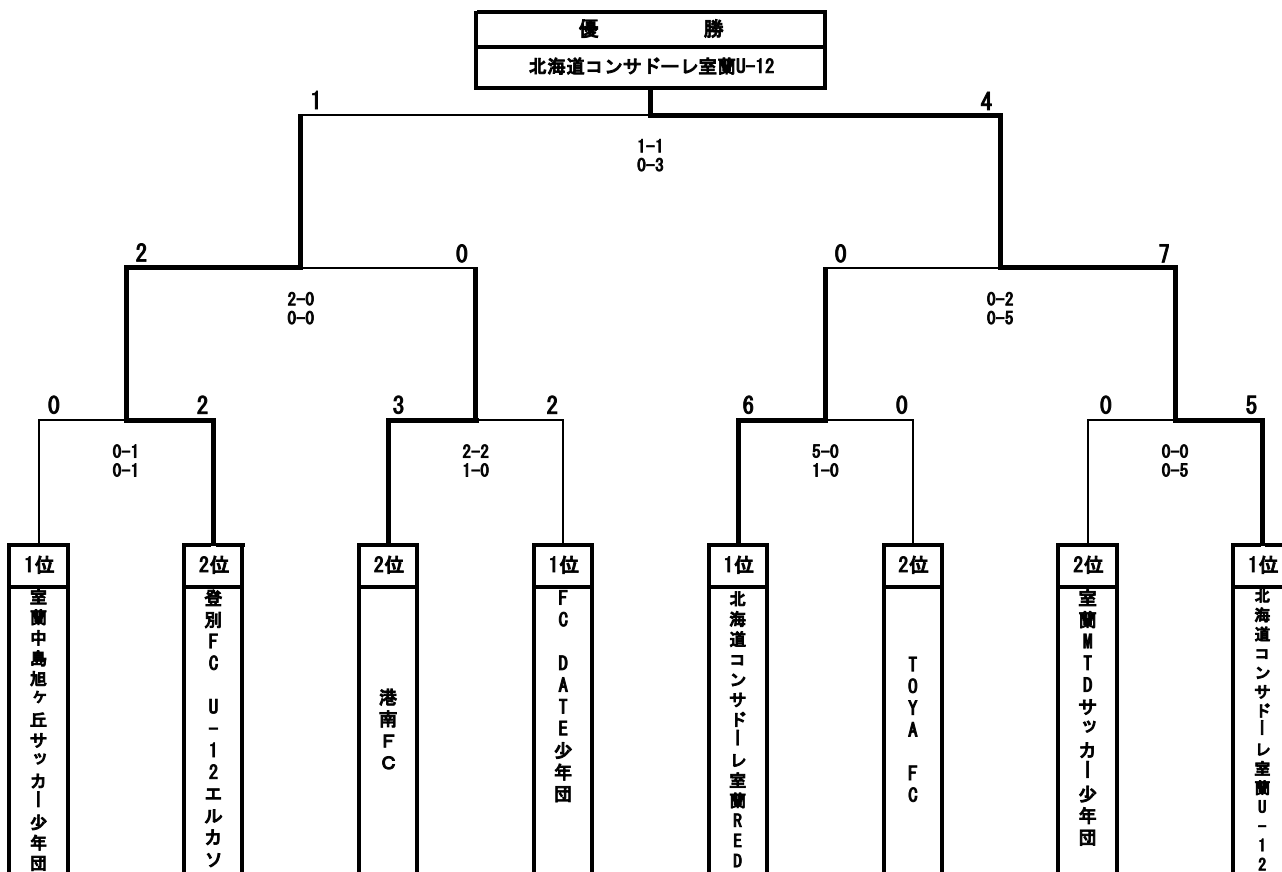 優 勝
北海道コンサドーレ室蘭U-12
1 4
1-1
0-3
2 0 0 7
2-0
0-0
0-2
0-5
0 2 3 2 6 0 0 5
0-1
0-1
2-2
1-0
5-0
1-0
0-0
0-5
1位 2位 2位 1位 1位 2位 2位 1位
室蘭中島旭ヶ丘サッカー少年団
登別FC U-12エルカソ
港南FC
FC DATE少年団
北海道コンサドーレ室蘭RED
TOYA FC
室蘭MTDサッカー少年団
北海道コンサドーレ室蘭U-12